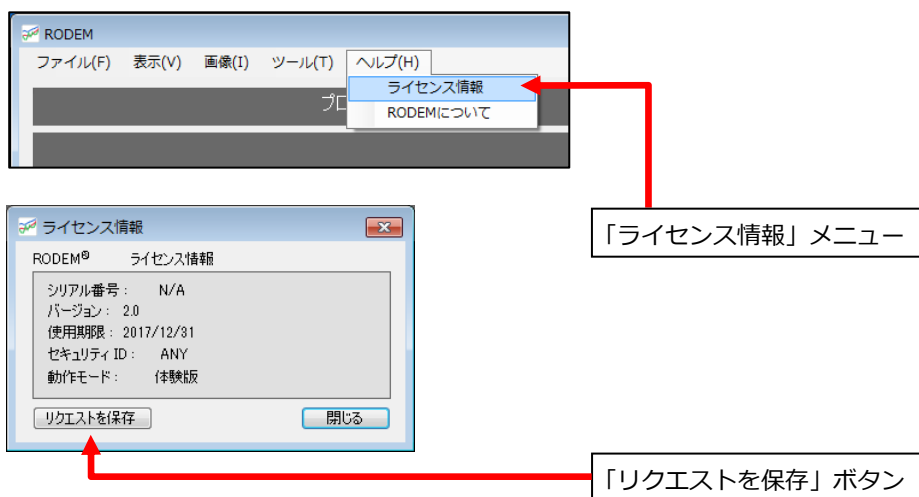 RODEM
ファイル(F) 表示(V) 画像(I) ツール(T) ヘルプ(H)
ライセンス情報
プロ
RODEMについて
「ライセンス情報」メニュー
ライセンス情報
RODEM® ライセンス情報
シリアル番号： N/A
バージョン： 2.0
使用期限： 2017/12/31
セキュリティ ID： ANY
動作モード： 体験版
リクエストを保存 閉じる
「リクエストを保存」ボタン